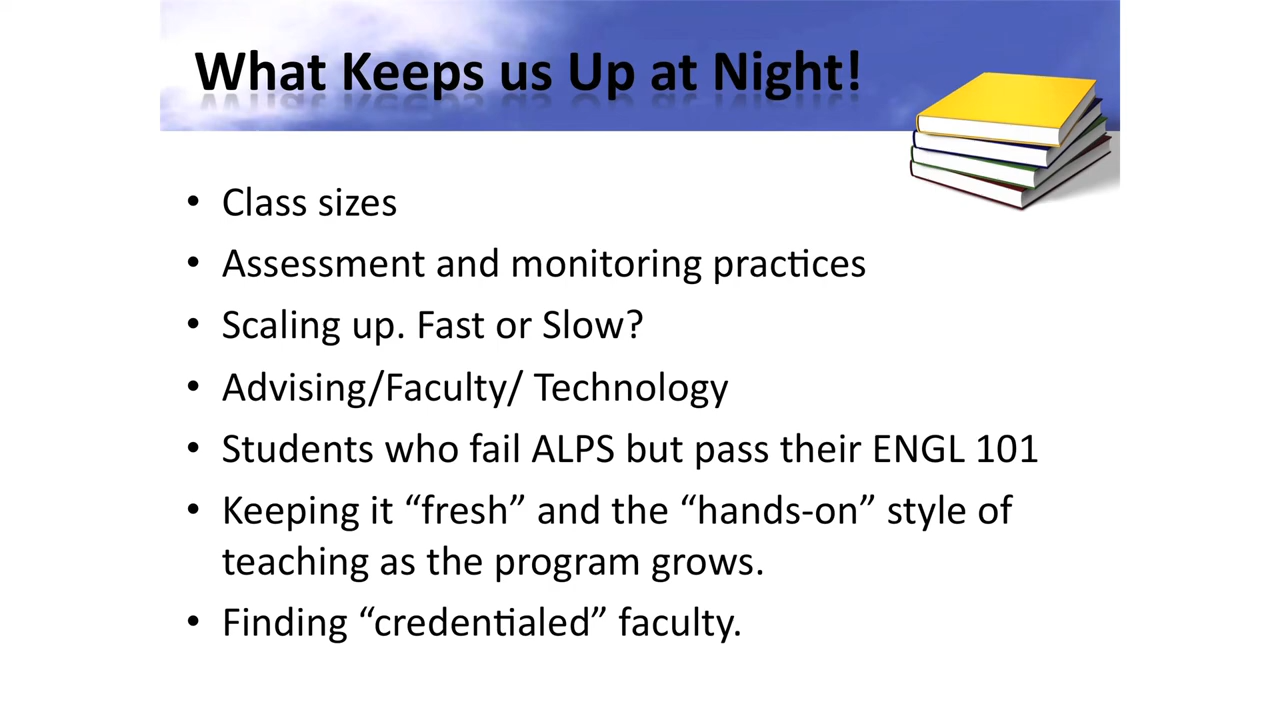 What Keeps us Up at Night!
• Class sizes
• Assessment and monitoring practices
• Scaling up. Fast or Slow?
• Advising/Faculty/ Technology
• Students who fail ALPS but pass their ENGL 101
• Keeping it “fresh” and the “hands-on” style of
teaching as the program grows.
• Finding “credentialed” faculty.